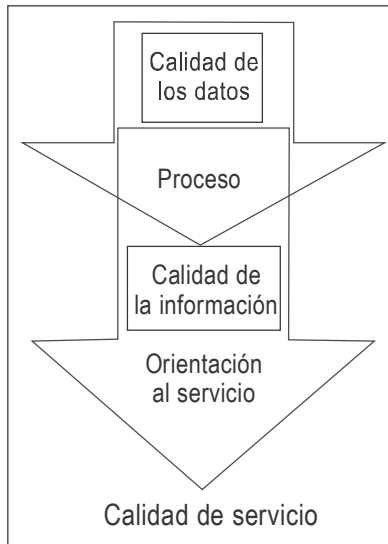 Calidad de
los datos
Proceso
Calidad de
la información
Orientación
al servicio
Calidad de servicio